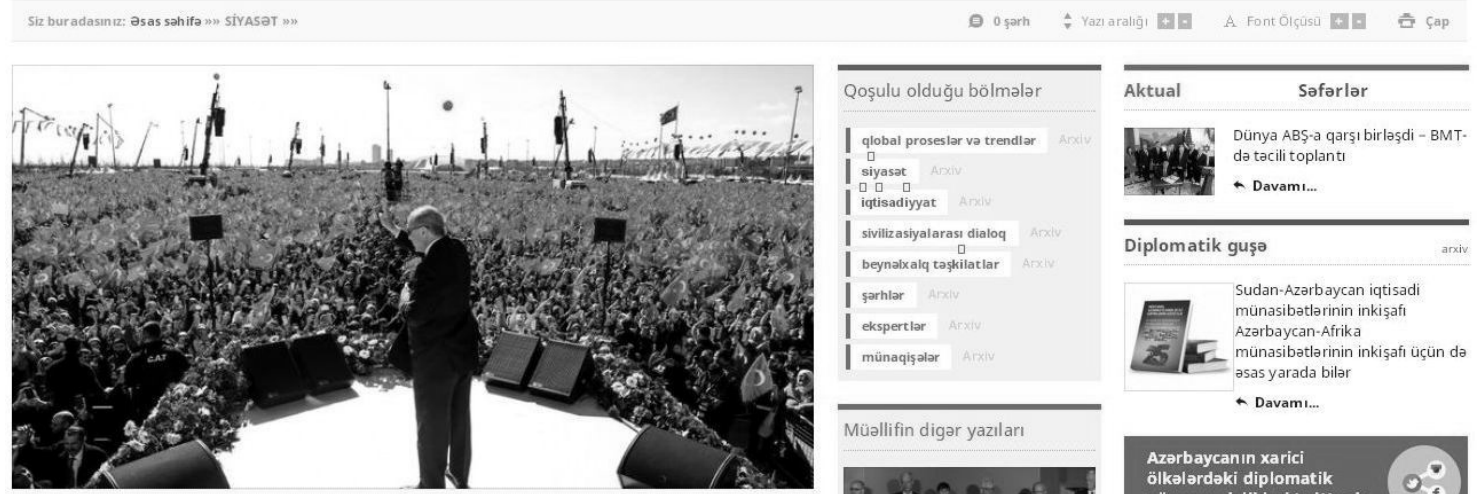 Siz buradasınız: Əsas səhifə »» SİYASƏT »»
0 şərh
Yazı aralığı + -
A Font Ölçüsü + -
Çap
Qoşulu olduğu bölmələr
qlobal proseslər və trendlər Arxiv
siyasət Arxiv
iqtisadiyyat Arxiv
sivilizasiyalarası dialoq Arxiv
beynəlxalq təşkilatlar Arxiv
şərhlər Arxiv
ekspertlər Arxiv
münaqişələr Arxiv
Müəllifin digər yazıları
Aktual Səfərlər
Dünya ABŞ-a qarşı birləşdi – BMT-
də təcili toplantı
Davamı...
Diplomatik guşə arxiv
Sudan-Azərbaycan iqtisadi
münasibətlərinin inkişafı
Azərbaycan-Afrika
münasibətlərinin inkişafı üçün də
əsas yarada bilər
Davamı...
Azərbaycanın xarici
ölkələrdəki diplomatik
G.A.T
25